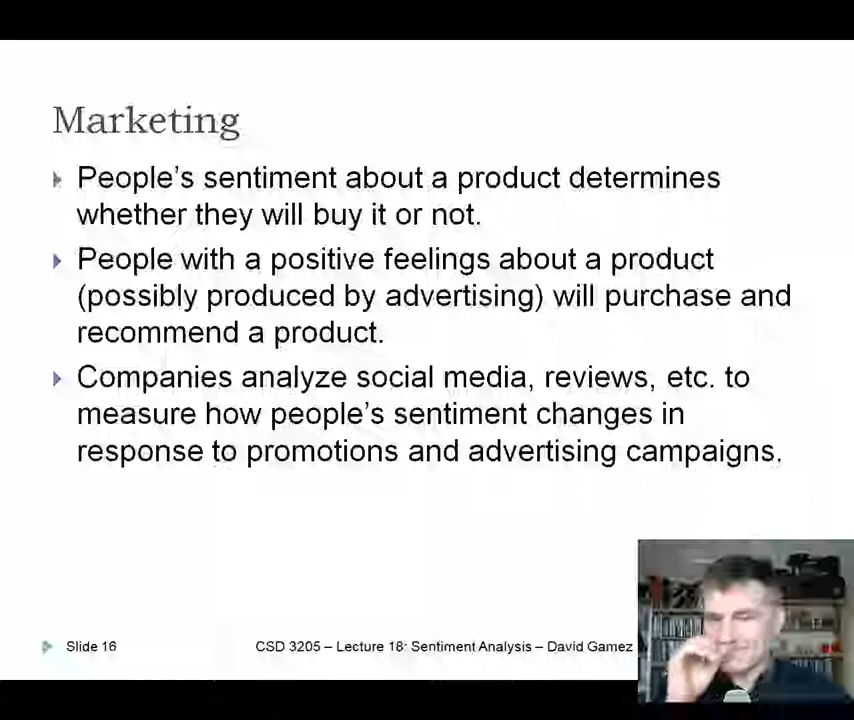 Marketing
People's sentiment about a product determines
whether they will buy it or not.
People with a positive feelings about a product
(possibly produced by advertising) will purchase and
recommend a product.
Companies analyze social media, reviews, etc. to
measure how people's sentiment changes in
response to promotions and advertising campaigns.
Slide 16
CSD 3205 – Lecture 18: Sentiment Analysis – David Gamez